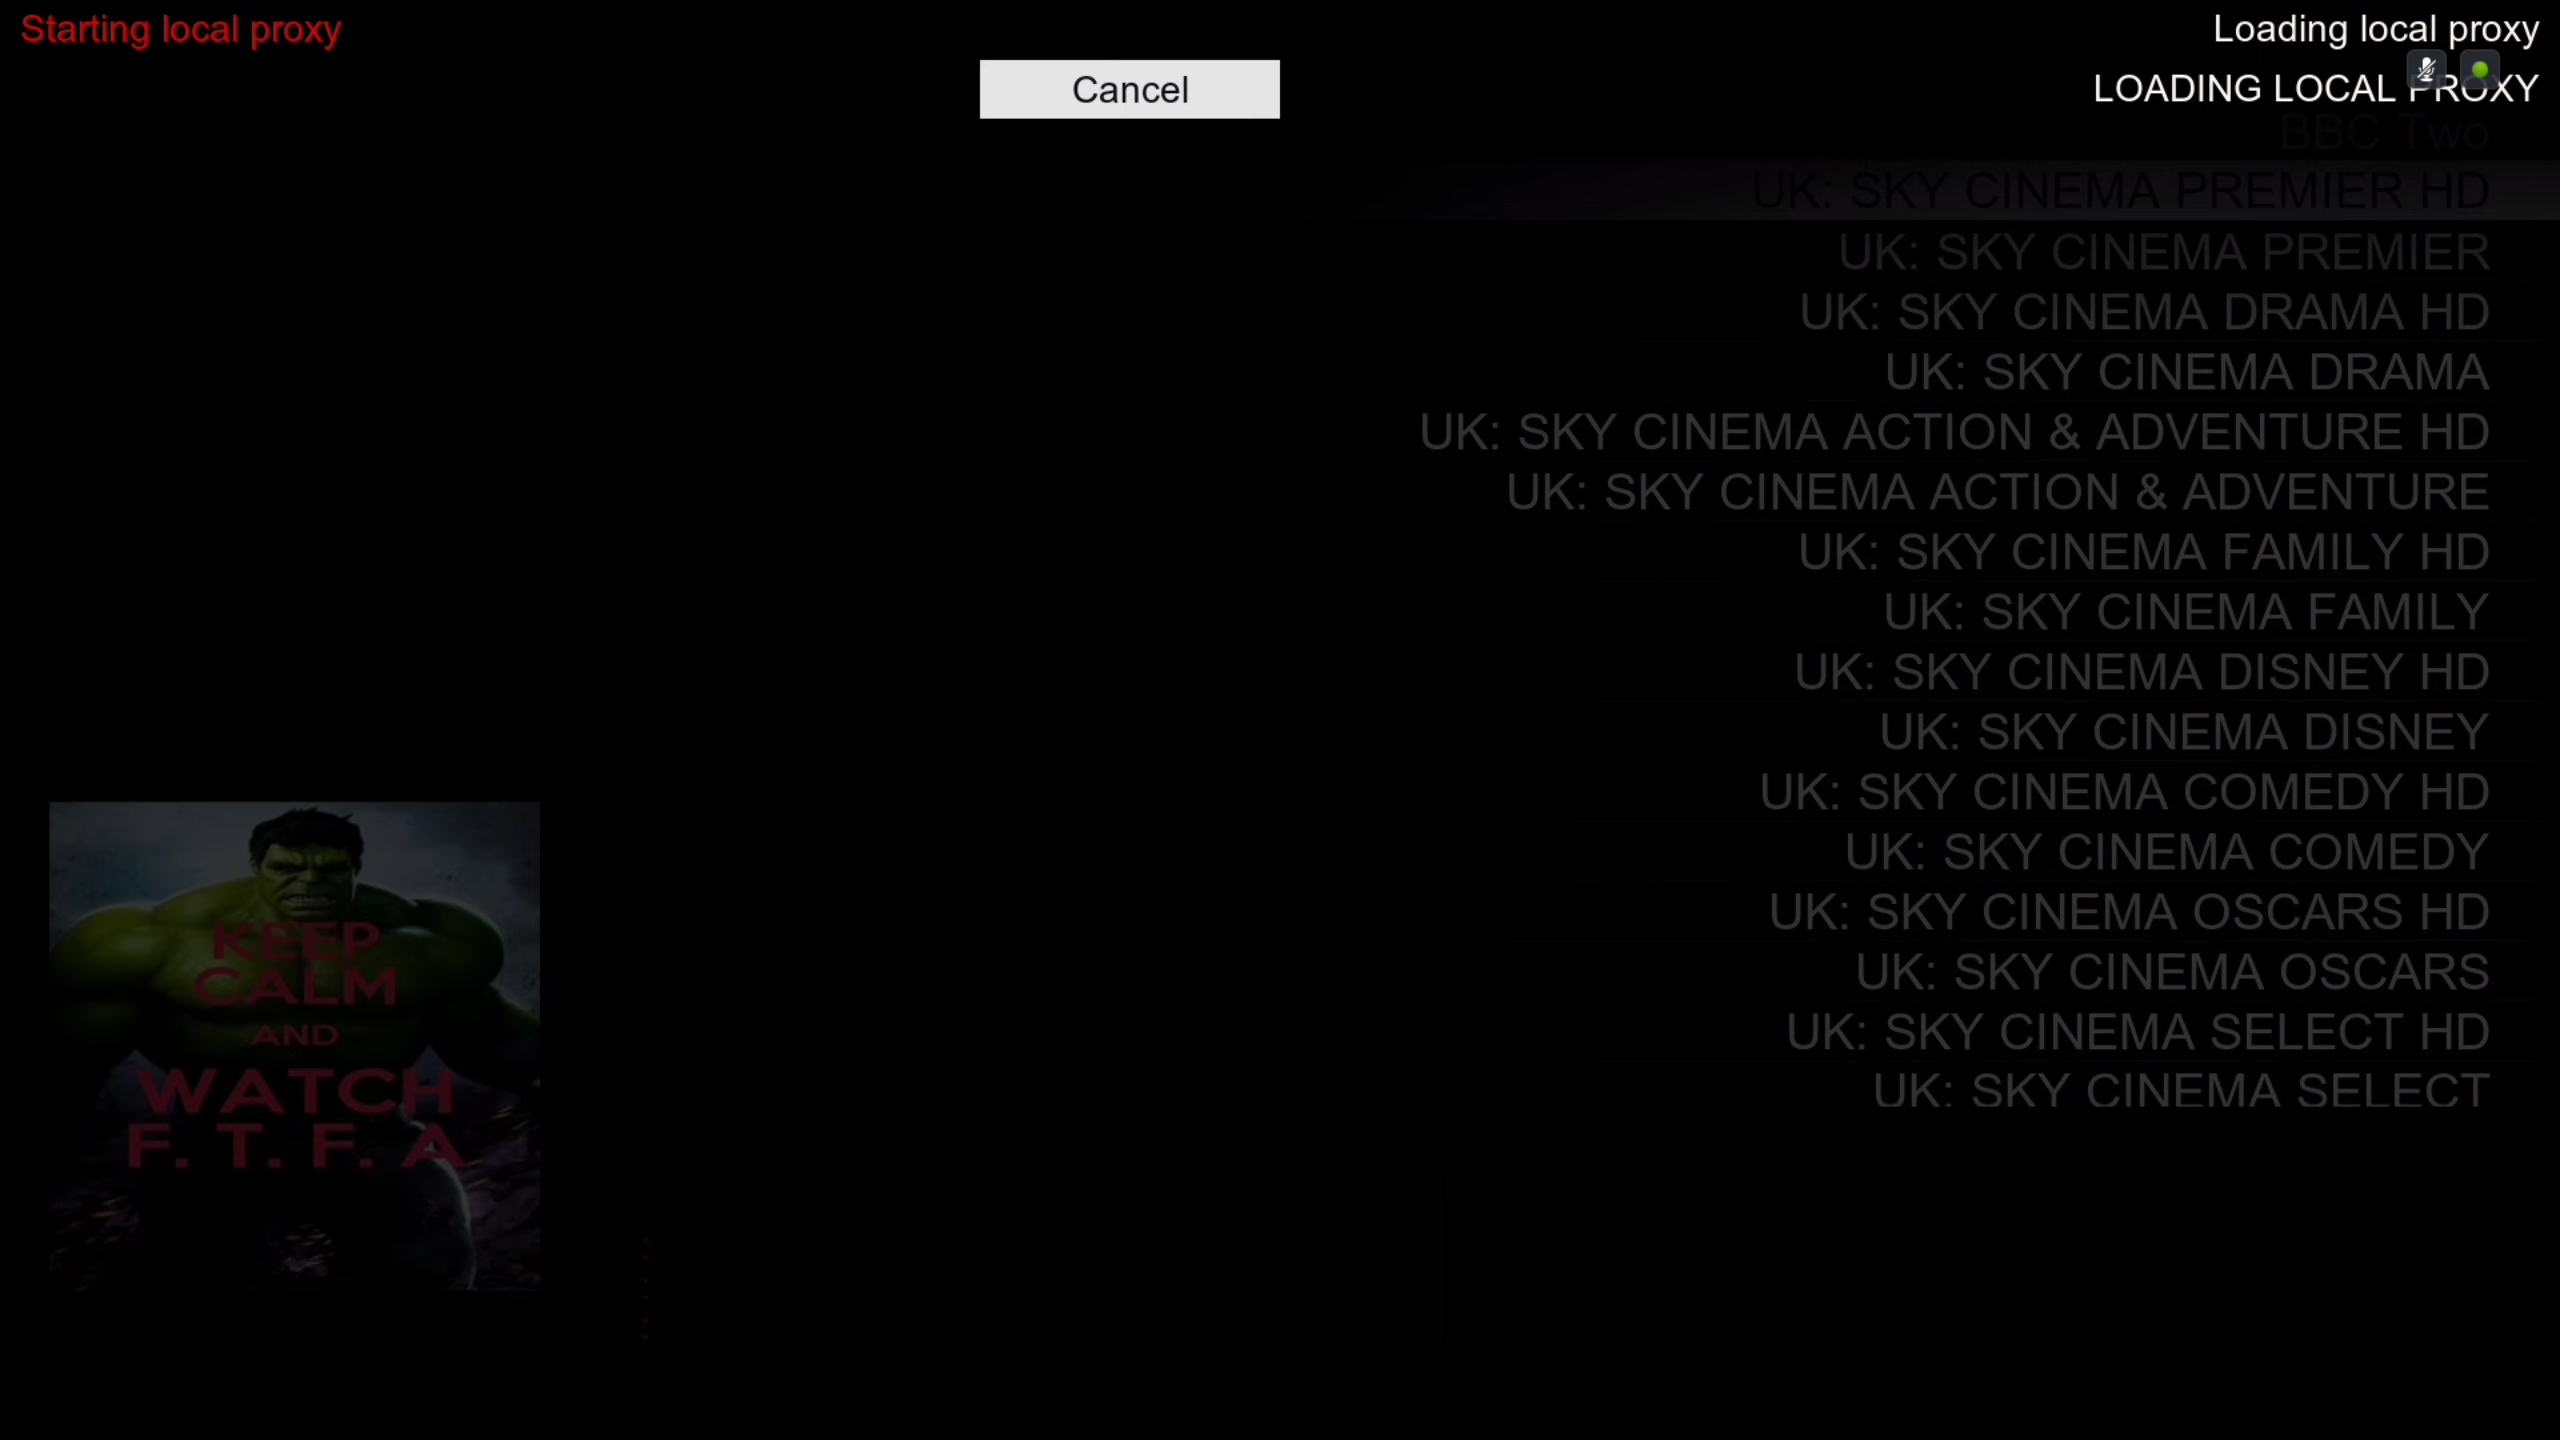 Starting local proxy
Loading local proxy
Cancel
LOADING LOCAL PROXY
BBC Two
UK: SKY CINEMA PREMIER HD
UK: SKY CINEMA PREMIER
UK: SKY CINEMA DRAMA HD
UK: SKY CINEMA DRAMA
UK: SKY CINEMA ACTION & ADVENTURE HD
UK: SKY CINEMA ACTION & ADVENTURE
UK: SKY CINEMA FAMILY HD
UK: SKY CINEMA FAMILY
UK: SKY CINEMA DISNEY HD
UK: SKY CINEMA DISNEY
UK: SKY CINEMA COMEDY HD
UK: SKY CINEMA COMEDY
UK: SKY CINEMA OSCARS HD
UK: SKY CINEMA OSCARS
UK: SKY CINEMA SELECT HD
UK: SKY CINEMA SELECT
KEEP
CALM
AND
WATCH
F. T. F. A